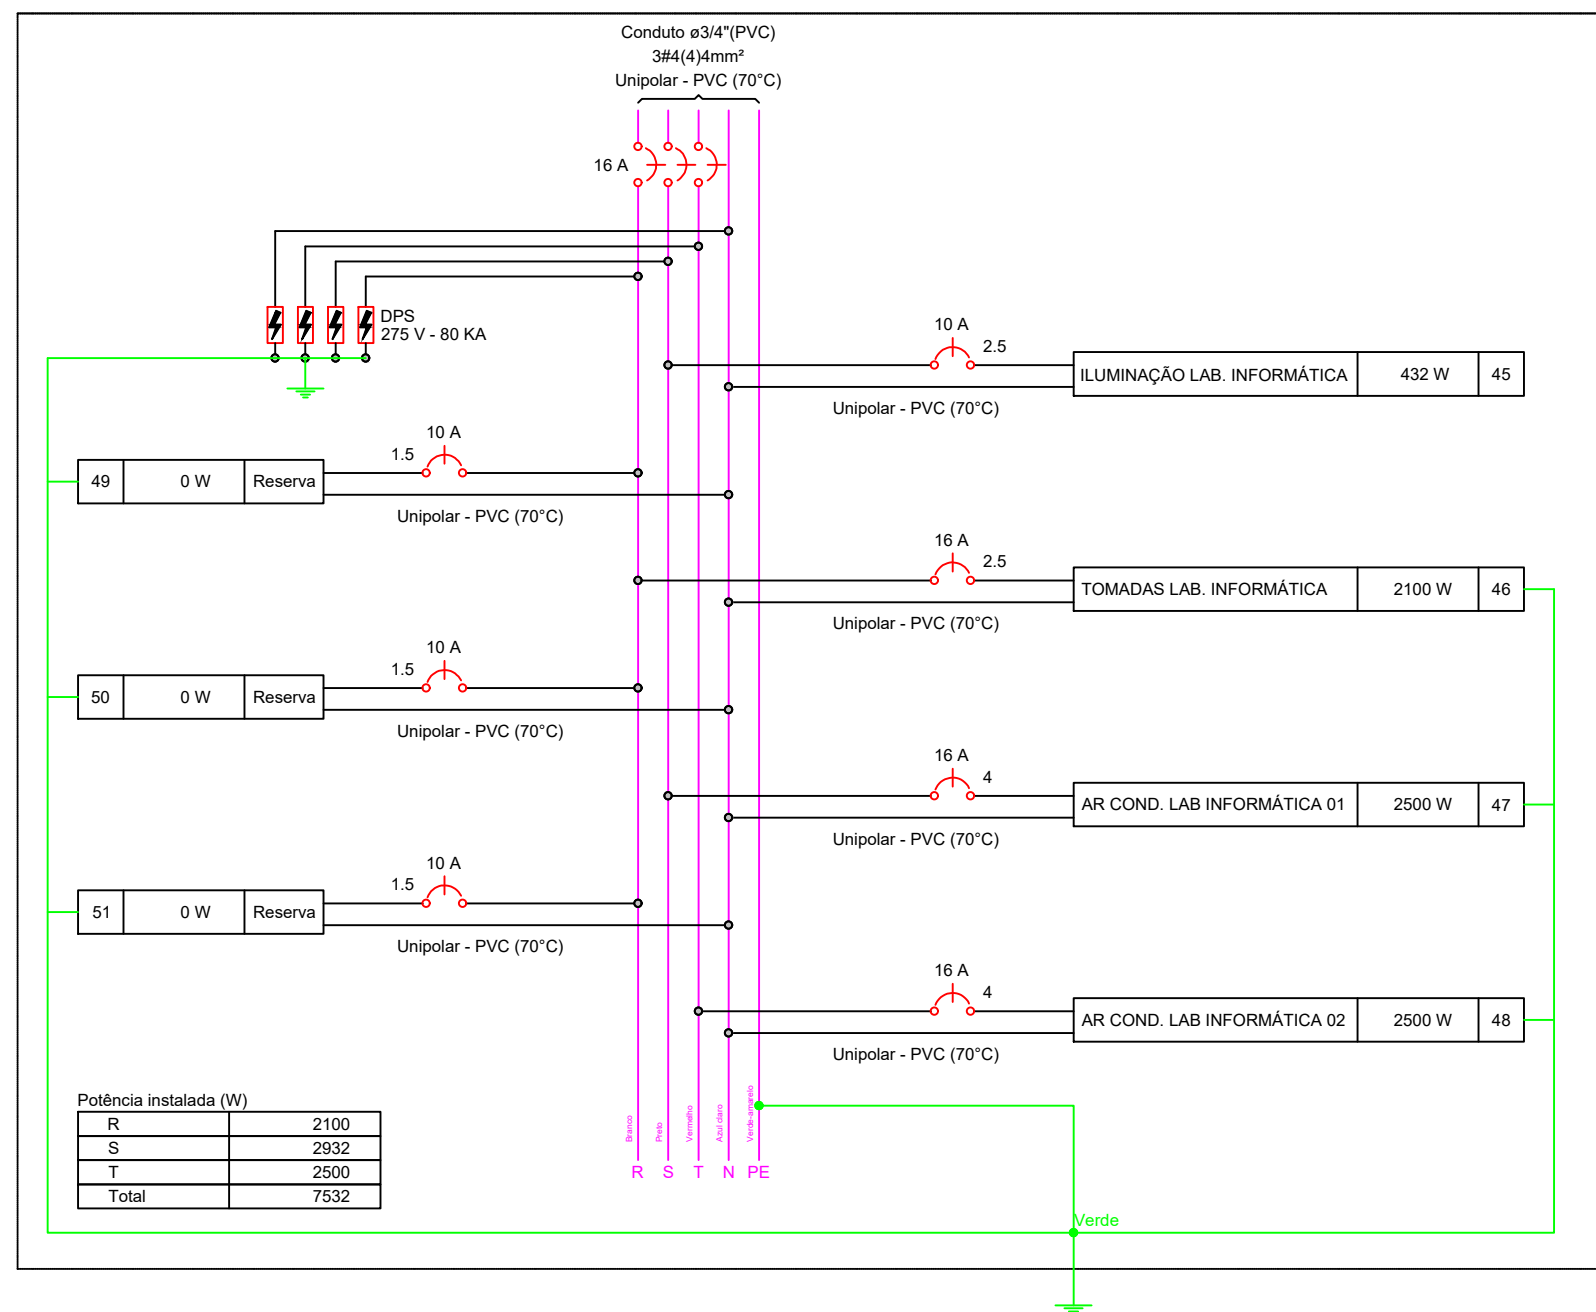 Conduto ø3/4"(PVC)
3#4(4)4mm²
Unipolar - PVC (70°C)
16 A
DPS
275 V - 80 KA
10 A
2.5
ILUMINAÇÃO LAB. INFORMÁTICA 432 W 45
Unipolar - PVC (70°C)
10 A
1.5
49 0 W Reserva
Unipolar - PVC (70°C)
16 A
2.5
TOMADAS LAB. INFORMÁTICA 2100 W 46
Unipolar - PVC (70°C)
10 A
1.5
50 0 W Reserva
Unipolar - PVC (70°C)
16 A
4
AR COND. LAB INFORMÁTICA 01 2500 W 47
Unipolar - PVC (70°C)
10 A
1.5
51 0 W Reserva
Unipolar - PVC (70°C)
16 A
4
AR COND. LAB INFORMÁTICA 02 2500 W 48
Unipolar - PVC (70°C)
Potência instalada (W)
R 2100
S 2932
T 2500
Total 7532
Branco
Preto
Vermelho
Azul claro
Verde-amarelo
R S T N PE
Verde